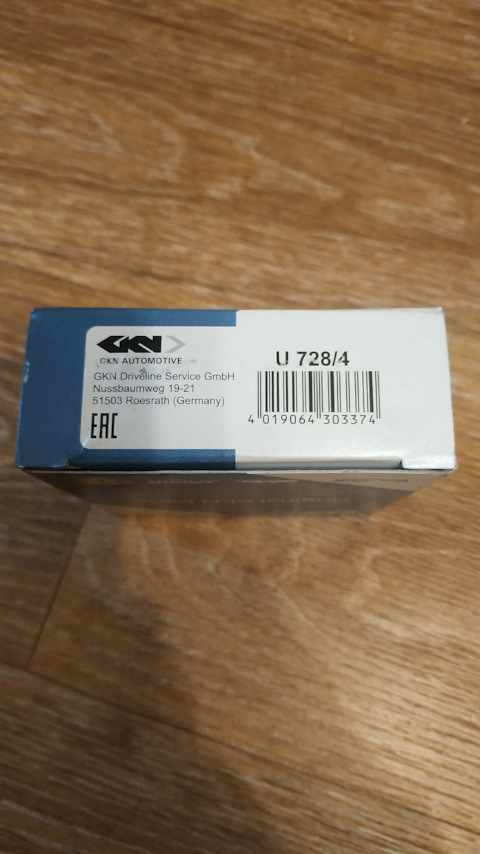 GKN
GKN AUTOMOTIVE
GKN Driveline Service GmbH
Nussbaumweg 19-21
51503 Roesrath (Germany)
EAC
U 728/4
4 019064 303374